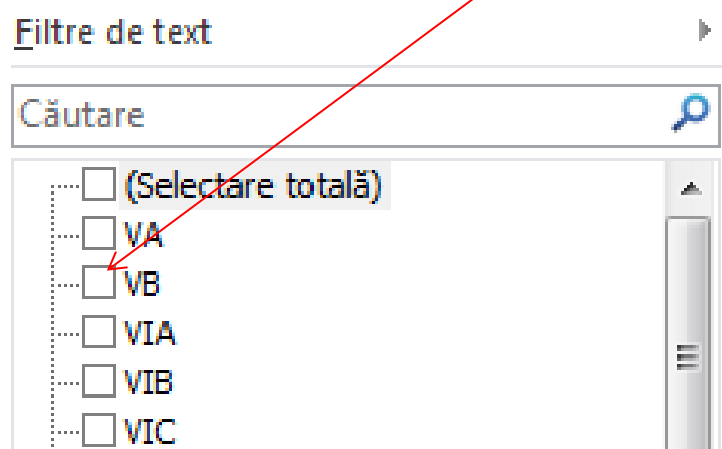 Filtre de text
Căutare
(Selectare totală)
VA
VB
VIA
VIB
VIC